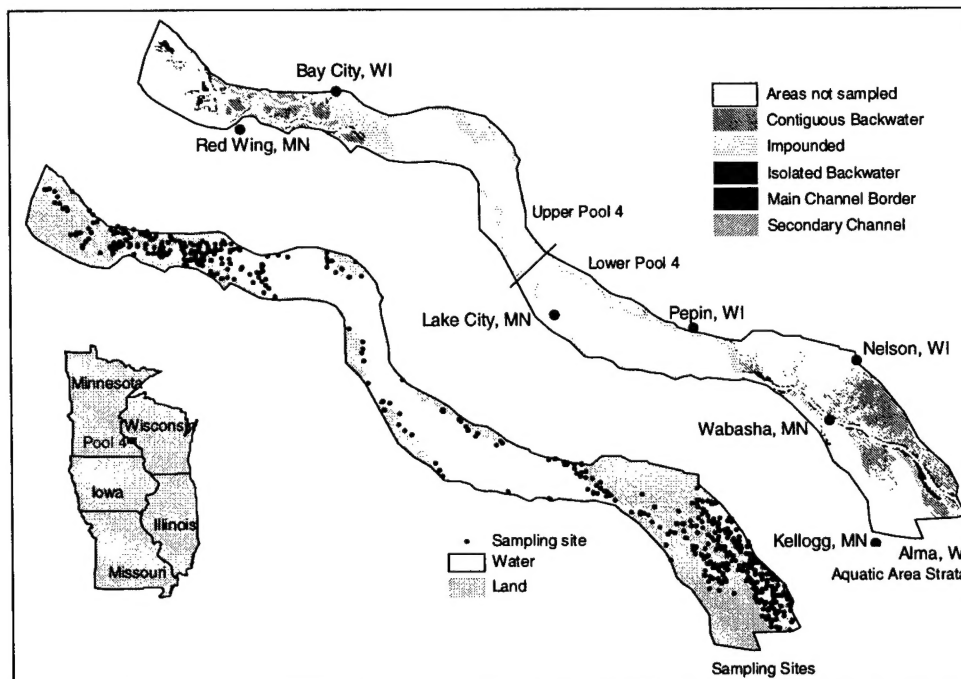 Bay City, WI
Red Wing, MN
Areas not sampled
Contiguous Backwater
Impounded
Isolated Backwater
Main Channel Border
Secondary Channel
Upper Pool 4
Lower Pool 4
Lake City, MN
Pepin, WI
Nelson, WI
Wabasha, MN
Kellogg, MN
Alma, W
Aquatic Area Strata
Minnesota
Wisconsin
Pool 4
Iowa
Illinois
Missouri
Sampling site
Water
Land
Sampling Sites